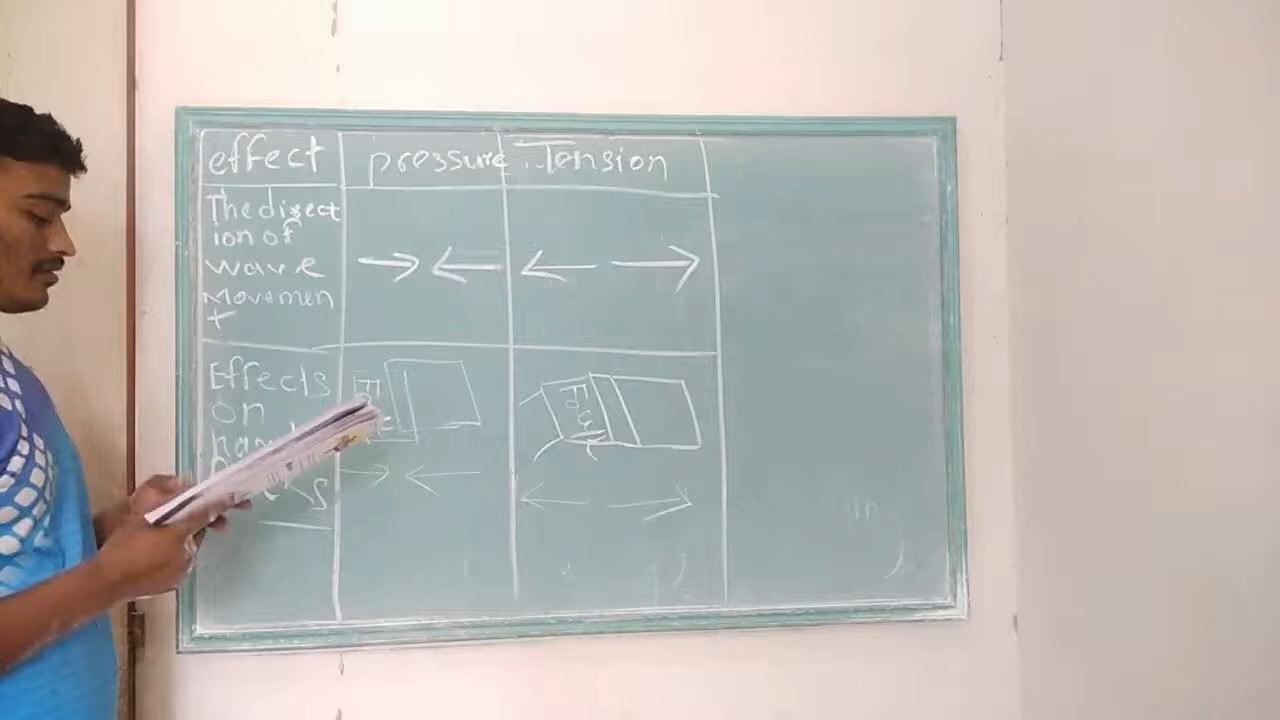 effect
pressure
Tension
The direct
ion of
wave
Movemen
t
Effects
on